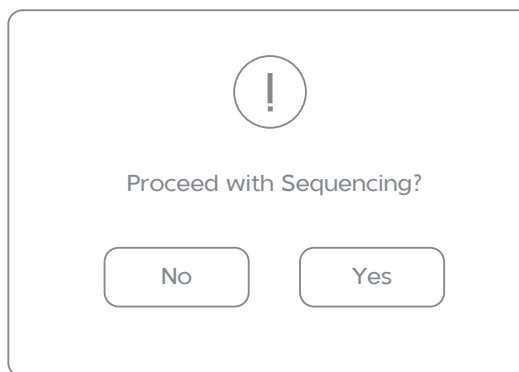 !
Proceed with Sequencing?
No Yes